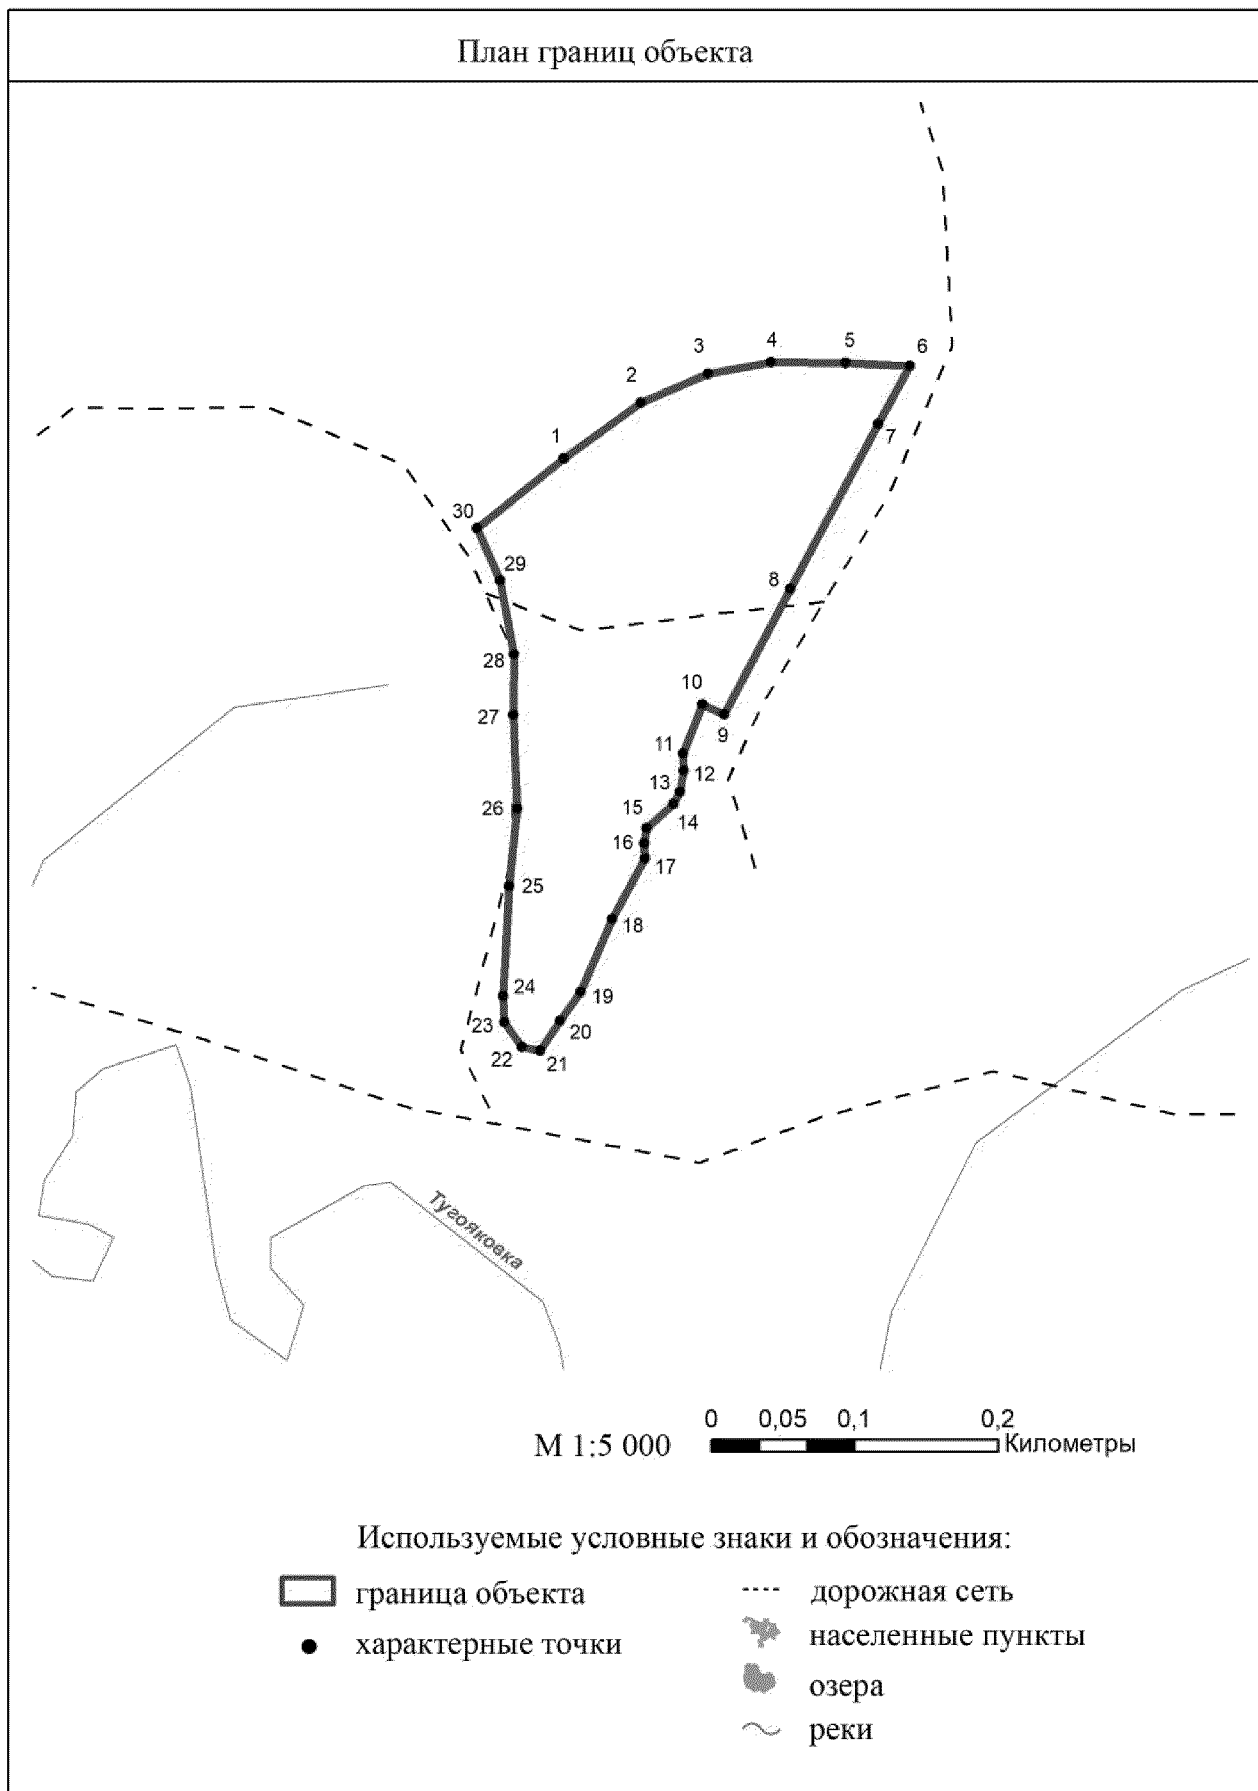 План границ объекта
4
5
6
3
2
7
1
30
29
8
28
10
27
9
11
12
13
26
15
14
16
17
25
18
24
19
23
20
22
21
Тугояковка
0 0,05 0,1 0,2
М 1:5 000
Километры
Используемые условные знаки и обозначения:
граница объекта
дорожная сеть
характерные точки
населенные пункты
озера
реки